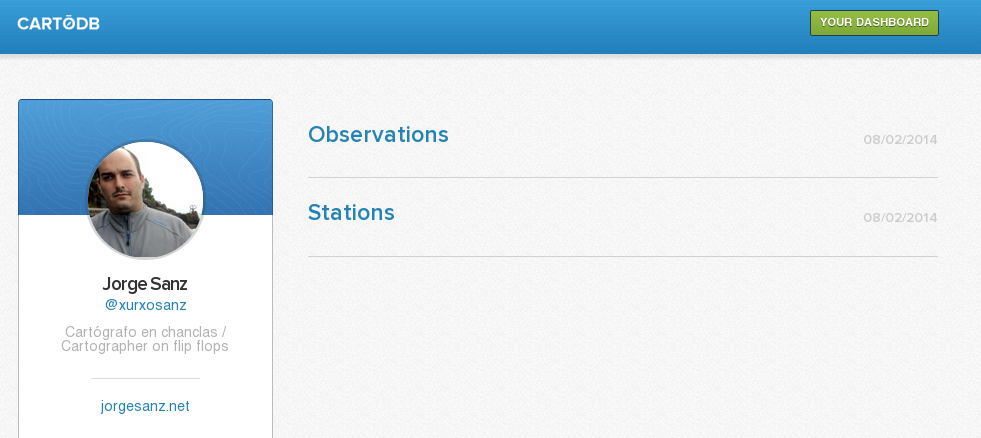 CARTODB
YOUR DASHBOARD
Observations
08/02/2014
Stations
08/02/2014
Jorge Sanz
@xurxosanz
Cartógrafo en chanclas /
Cartographer on flip flops
jorgesanz.net